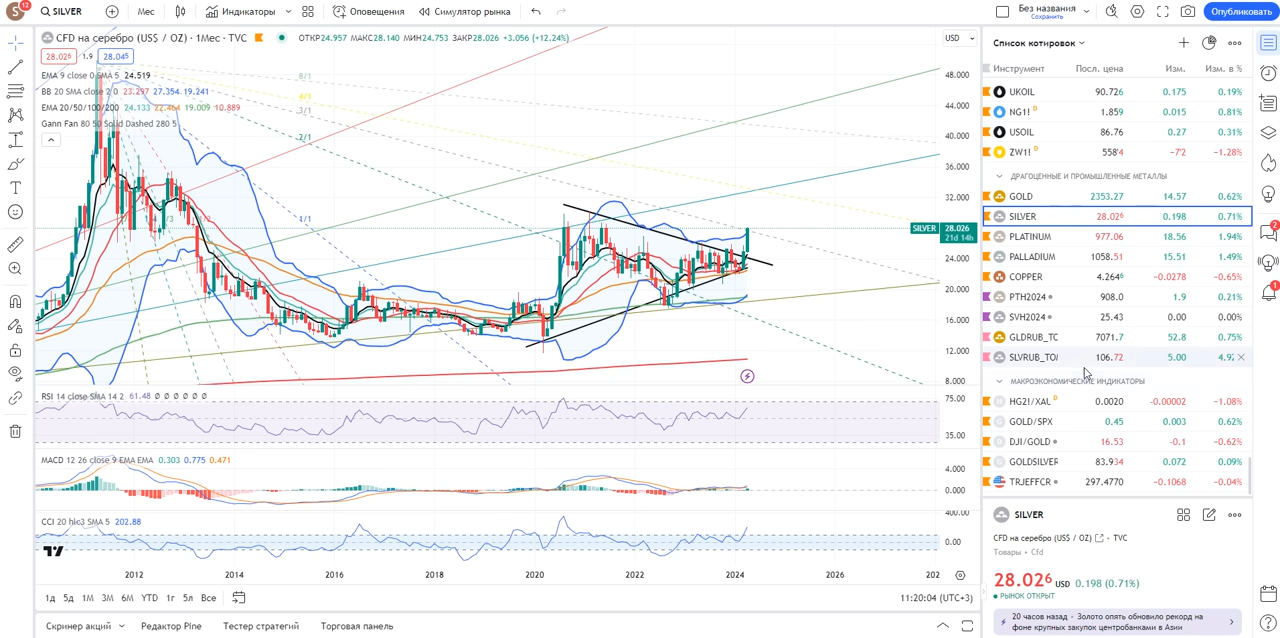 S 12
SILVER
Мес
Индикаторы
Оповещения
Симулятор рынка
Без названия
Сохранить
Опубликовать
CFD на серебро (US$ / OZ) · 1Мес · TVC
ОТКР24.957 МАКС28.140 МИН24.753 ЗАКР28.026 +3.056 (+12.24%)
USD
28.026 1.9 28.045
EMA 9 close 0 SMA 5 24.519
BB 20 SMA close 2 0 23.297 27.354 19.241
EMA 20/50/100/200 24.133 22.464 19.009 10.889
Gann Fan 80 50 Solid Dashed 280 5
8/1
4/1
3/1
2/1
1/1
48.000
44.000
40.000
36.000
32.000
SILVER 28.026
21d 14h
24.000
20.000
16.000
12.000
8.000
RSI 14 close SMA 14 2 61.48 Ø Ø Ø Ø Ø Ø
75.00
35.00
MACD 12 26 close 9 EMA EMA 0.303 0.775 0.471
4.000
0.000
CCI 20 hlc3 SMA 5 202.88
400.00
0.00
2012 2014 2016 2018 2020 2022 2024 2026 202
1д 5д 1М 3М 6М YTD 1г 5л Все
11:20:04 (UTC+3)
Скринер акций Редактор Pine Тестер стратегий Торговая панель
Список котировок
Инструмент Посл. цена Изм. Изм. в %
UKOIL 90.726 0.175 0.19%
NG1! D 1.859 0.015 0.81%
USOIL 86.76 0.27 0.31%
ZW1! D 558'4 −7'2 −1.28%
ДРАГОЦЕННЫЕ И ПРОМЫШЛЕННЫЕ МЕТАЛЛЫ
GOLD 2353.27 14.57 0.62%
SILVER 28.026 0.198 0.71%
PLATINUM 977.06 18.56 1.94%
PALLADIUM 1058.51 15.51 1.49%
COPPER 4.2646 −0.0278 −0.65%
PTH2024 908.0 1.9 0.21%
SVH2024 25.43 0.00 0.00%
GLDRUB_TC 7071.7 52.8 0.75%
SLVRUB_TO 106.72 5.00 4.92
МАКРОЭКОНОМИЧЕСКИЕ ИНДИКАТОРЫ
HG2!/XAU D 0.0020 −0.00002 −1.08%
GOLD/SPX 0.45 0.003 0.62%
DJI/GOLD 16.53 −0.1 −0.62%
GOLDSILVER 83.934 0.072 0.09%
TRJEFFCR 297.4770 −0.1068 −0.04%
SILVER
CFD на серебро (US$ / OZ) • TVC
Товары • Cfd
28.026 USD 0.198 (0.71%)
РЫНОК ОТКРЫТ
20 часов назад · Золото опять обновило рекорд на
фоне крупных закупок центробанками в Азии
2
1